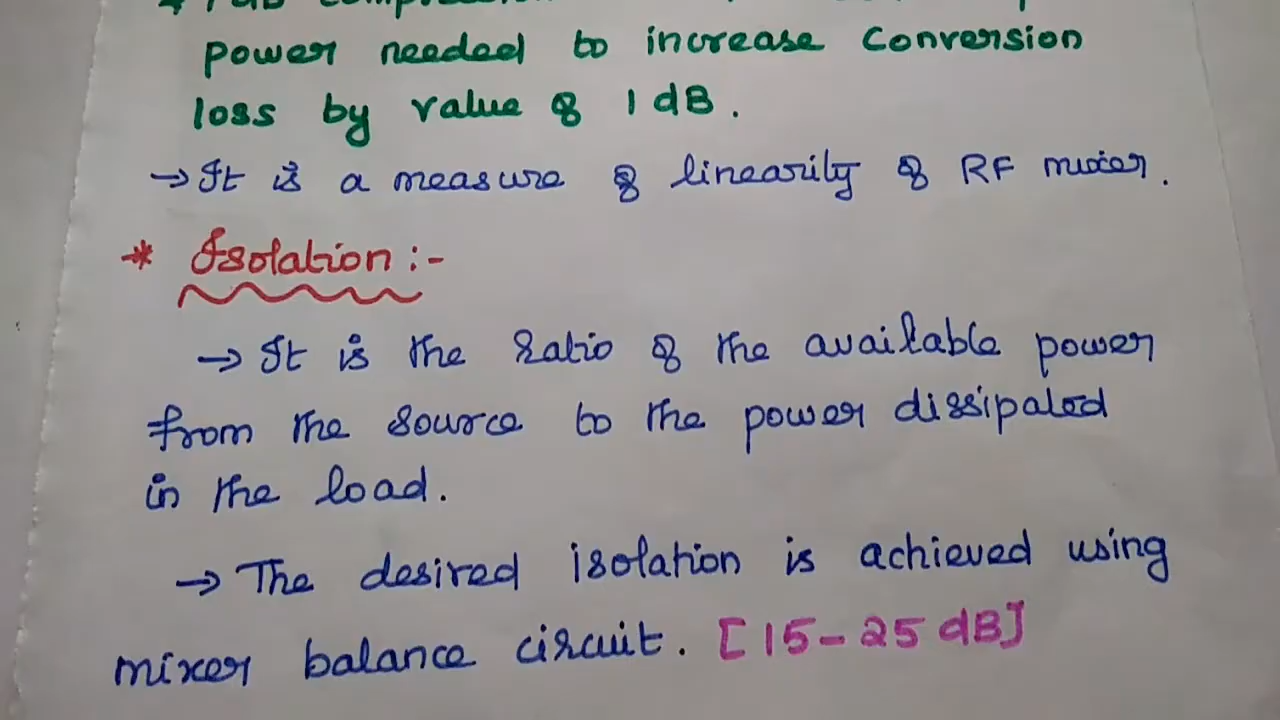 power needed to increase conversion
loss by value of 1 dB.
→ It is a measure of linearity of RF mixer.
* Isolation :-
→ It is the ratio of the available power
from the source to the power dissipated
in the load.
→ The desired isolation is achieved using
mixer balance circuit. [15-25 dB]